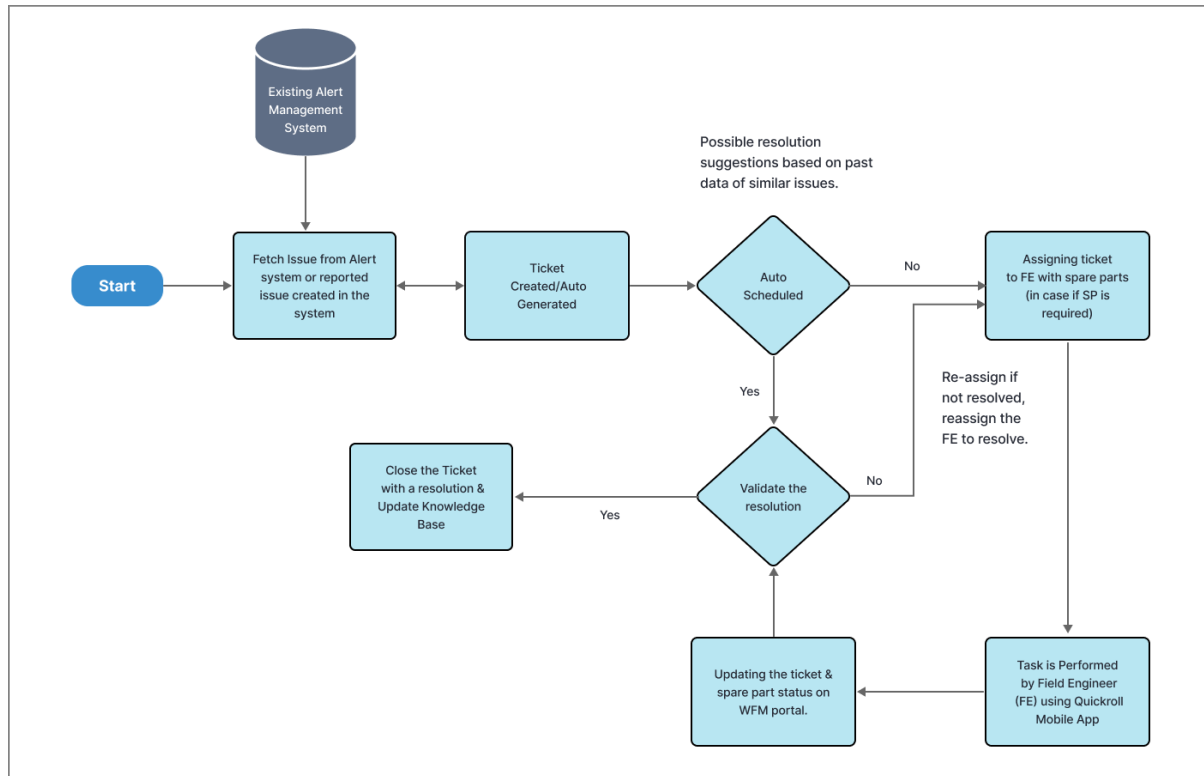 Existing Alert
Management
System
Possible resolution
suggestions based on past
data of similar issues.
Start
Fetch Issue from Alert
system or reported
issue created in the
system
Ticket
Created/Auto
Generated
Auto
Scheduled
No
Assigning ticket
to FE with spare parts
(in case if SP is
required)
Yes
Re-assign if
not resolved,
reassign the
FE to resolve.
Close the Ticket
with a resolution &
Update Knowledge
Base
Yes
Validate the
resolution
No
Updating the ticket &
spare part status on
WFM portal.
Task is Performed
by Field Engineer
(FE) using Quickroll
Mobile App